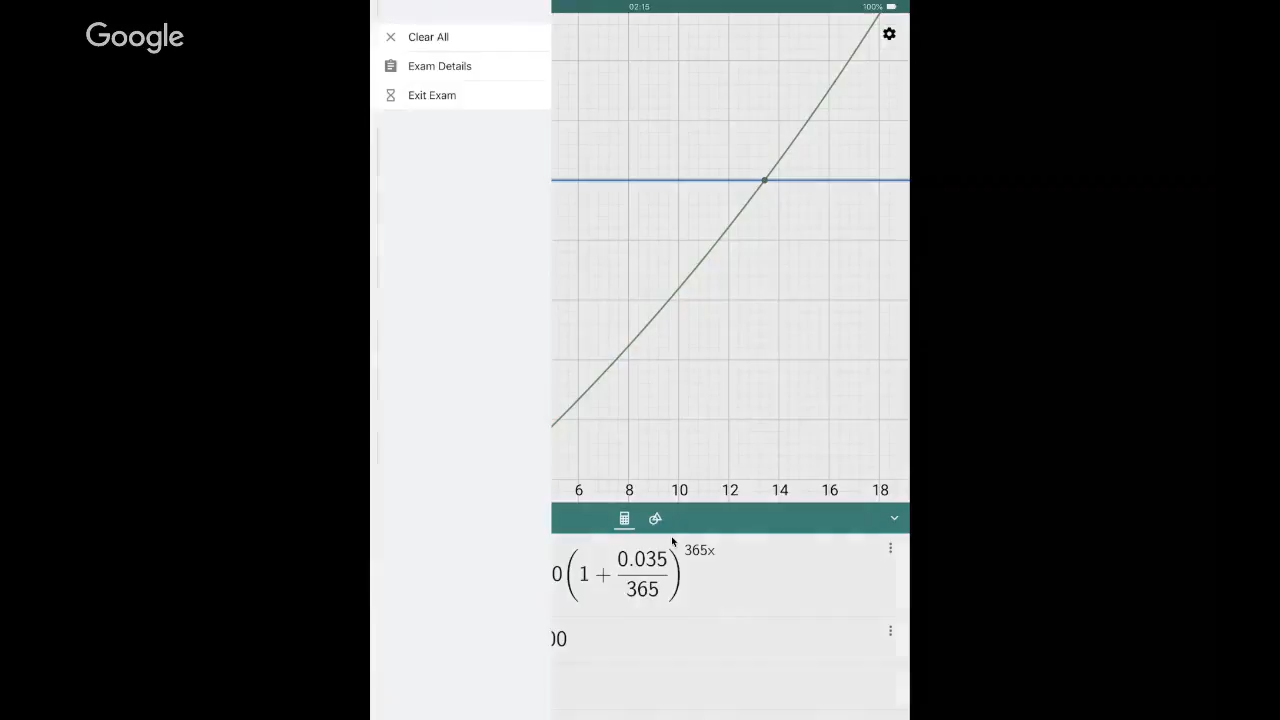 Google
02:15
100%
Clear All
Exam Details
Exit Exam
6 8 10 12 14 16 18
0(1 + 0.035/365)^365x
00